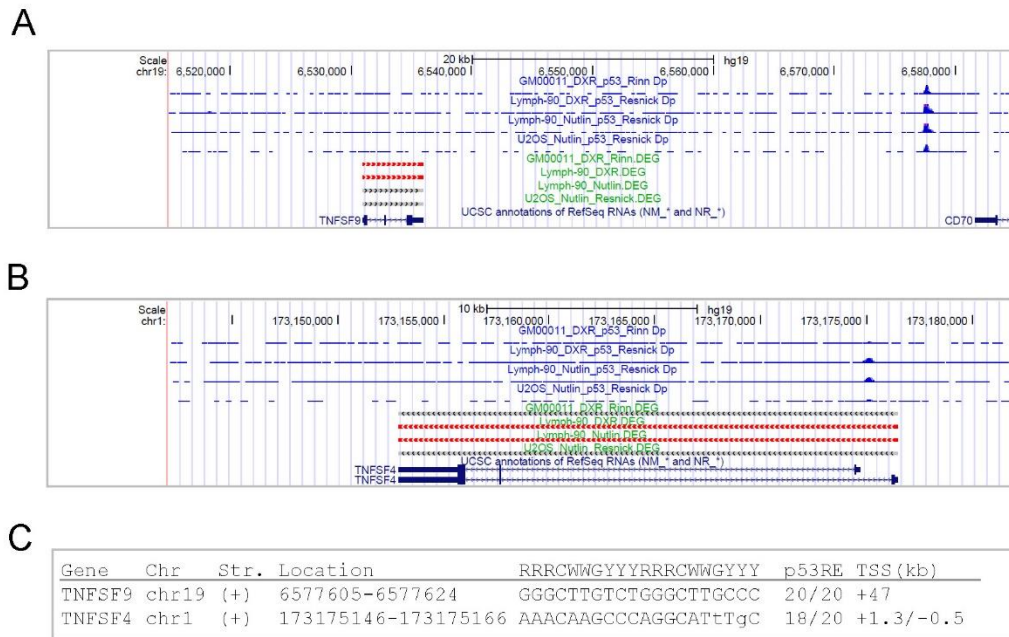 A
Scale 20 kb hg19
chr19: 6,520,000 6,530,000 6,540,000 6,550,000 6,560,000 6,570,000 6,580,000
GM00011_DXR_p53_Rinn Dp
Lymph-90_DXR_p53_Resnick Dp
Lymph-90_Nutlin_p53_Resnick Dp
U2OS_Nutlin_p53_Resnick Dp
GM00011_DXR_Rinn.DEG
Lymph-90_DXR.DEG
Lymph-90_Nutlin.DEG
U2OS_Nutlin_Resnick.DEG
UCSC annotations of RefSeq RNAs (NM_* and NR_*)
TNFSF9 CD70
B
Scale 10 kb hg19
chr1: 173,150,000 173,155,000 173,160,000 173,165,000 173,170,000 173,175,000 173,180,000
GM00011_DXR_p53_Rinn Dp
Lymph-90_DXR_p53_Resnick Dp
Lymph-90_Nutlin_p53_Resnick Dp
U2OS_Nutlin_p53_Resnick Dp
GM00011_DXR_Rinn.DEG
Lymph-90_DXR.DEG
Lymph-90_Nutlin.DEG
U2OS_Nutlin_Resnick.DEG
UCSC annotations of RefSeq RNAs (NM_* and NR_*)
TNFSF4
TNFSF4
C
Gene Chr Str. Location RRRCWWGYYYRRRCWWGYYY p53RE TSS(kb)
TNFSF9 chr19 (+) 6577605-6577624 GGGCTTGTCTGGGCTTGCCC 20/20 +47
TNFSF4 chr1 (+) 173175146-173175166 AAACAAGCCCAGGCATtTgC 18/20 +1.3/-0.5